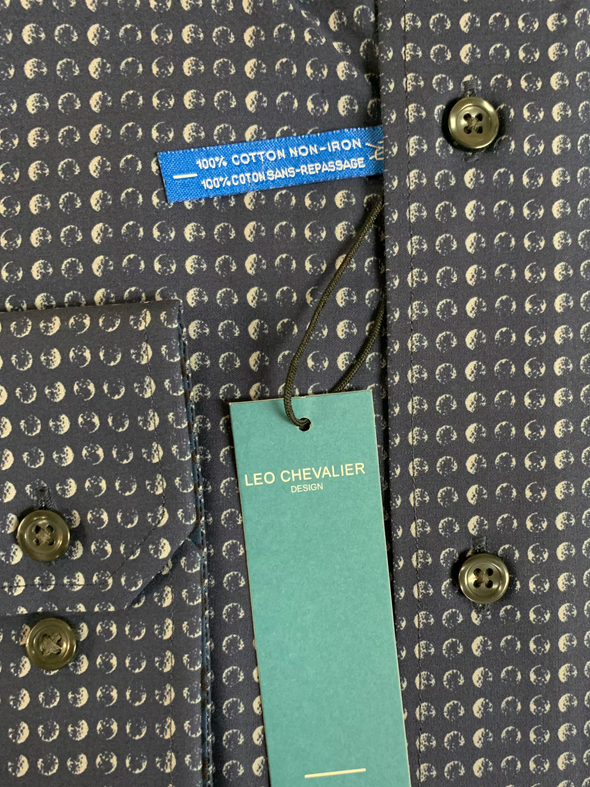 100% COTTON NON-IRON
100% COTON SANS-REPASSAGE
LEO CHEVALIER
DESIGN